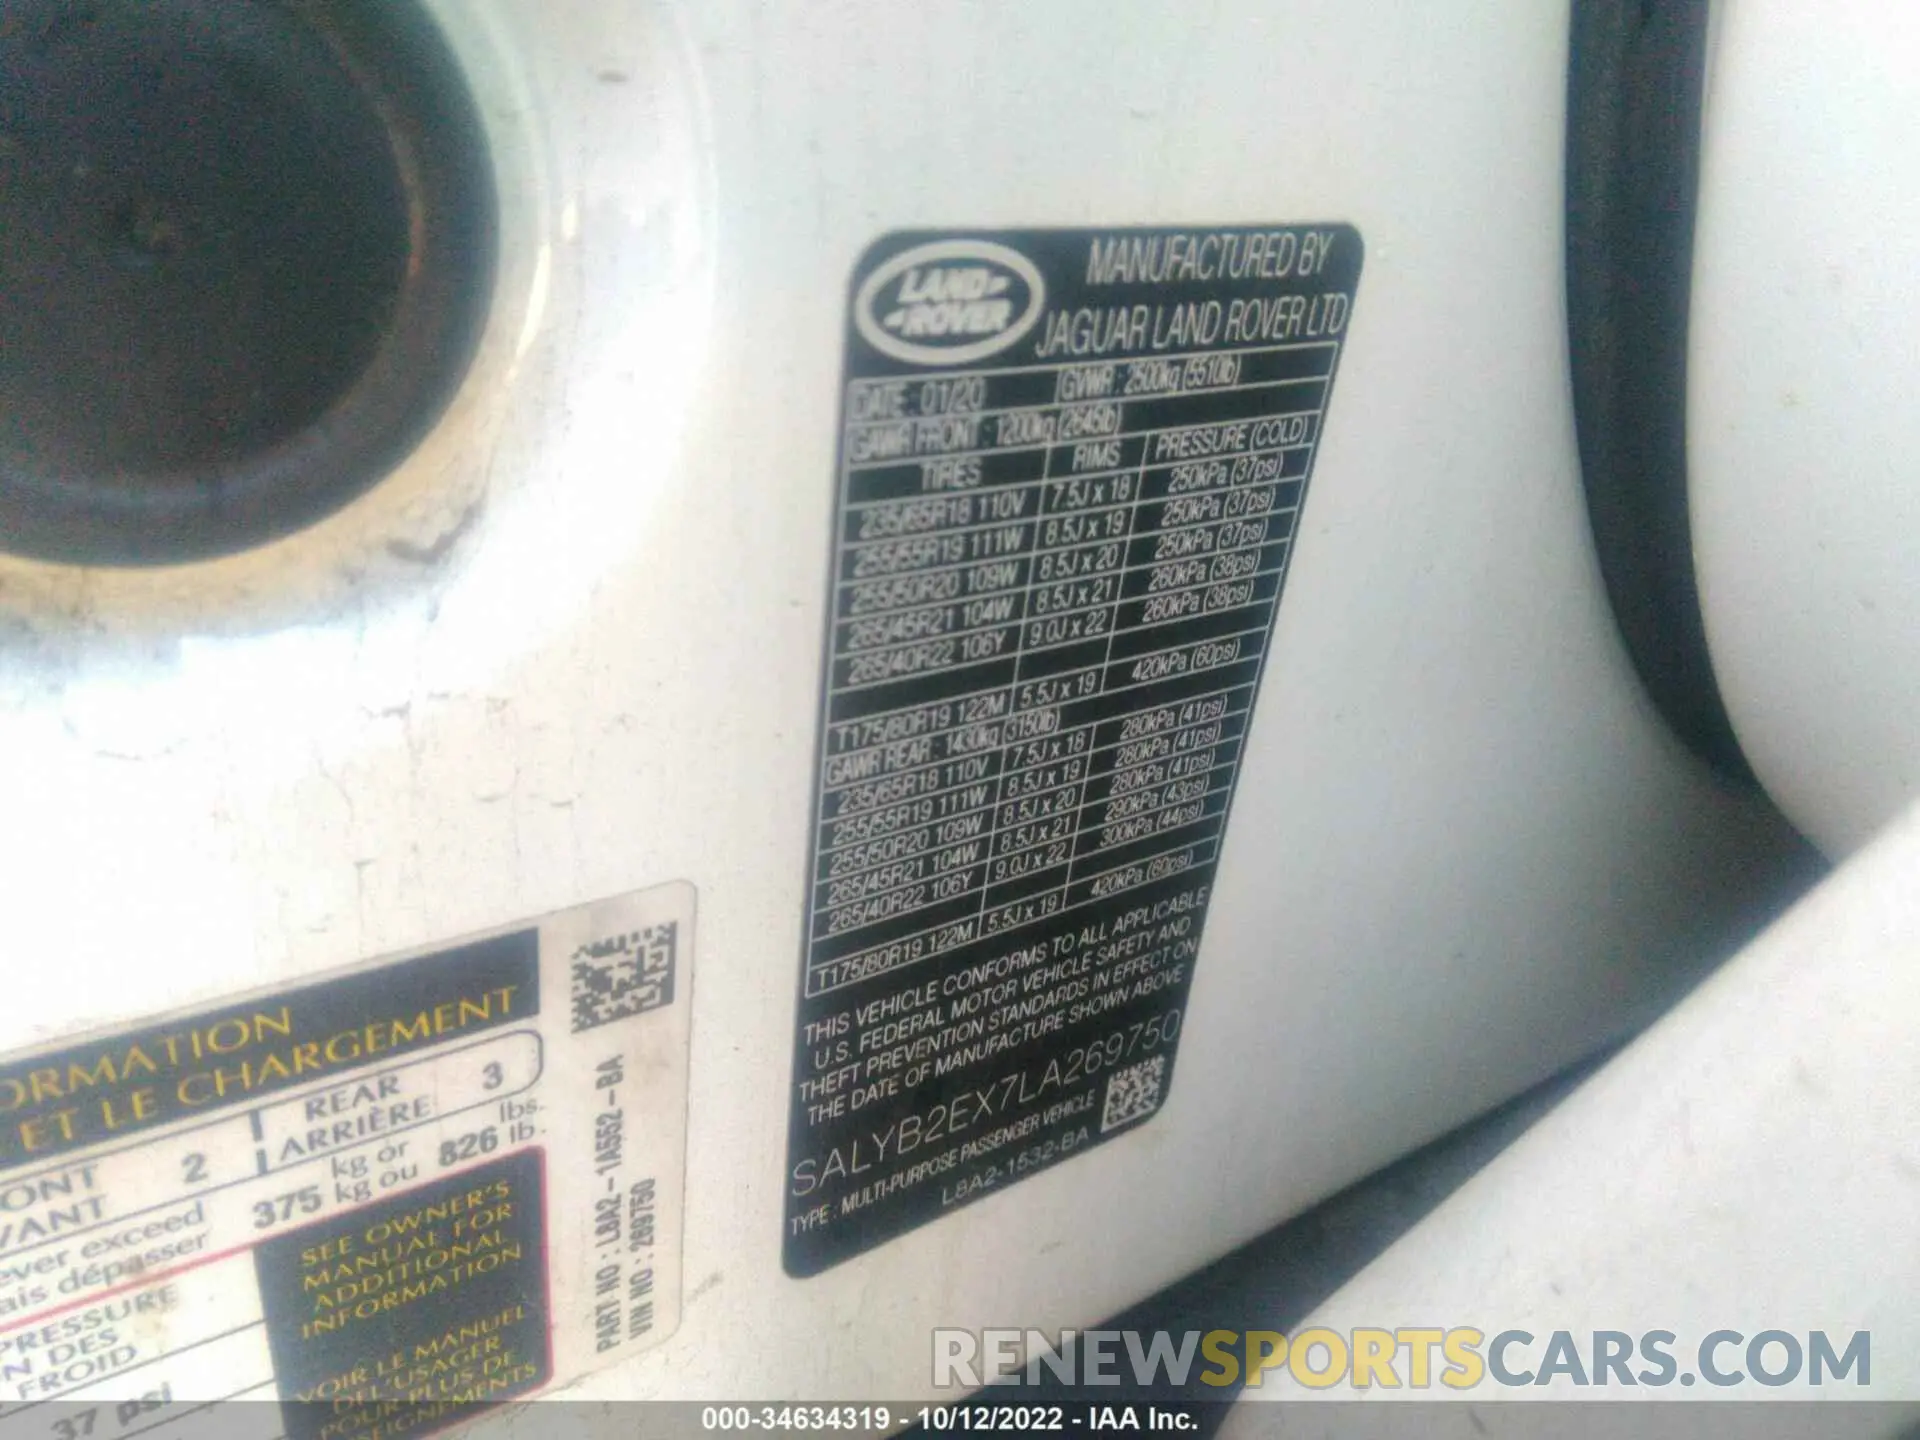 LAND
ROVER
MANUFACTURED BY
JAGUAR LAND ROVER LTD
DATE : 01/20 GVWR : 2500kg (5510lb)
GAWR FRONT : 1200kg (2645lb)
TIRES RIMS PRESSURE (COLD)
235/65R18 110V 7.5J x 18 250kPa (37psi)
255/55R19 111W 8.5J x 19 250kPa (37psi)
255/50R20 109W 8.5J x 20 250kPa (37psi)
265/45R21 104W 8.5J x 21 260kPa (38psi)
265/40R22 106Y 9.0J x 22 260kPa (38psi)
T175/80R19 122M 5.5J x 19 420kPa (60psi)
GAWR REAR : 1430kg (3150lb)
235/65R18 110V 7.5J x 18 280kPa (41psi)
255/55R19 111W 8.5J x 19 280kPa (41psi)
255/50R20 109W 8.5J x 20 280kPa (41psi)
265/45R21 104W 8.5J x 21 290kPa (43psi)
265/40R22 106Y 9.0J x 22 300kPa (44psi)
T175/80R19 122M 5.5J x 19 420kPa (60psi)
THIS VEHICLE CONFORMS TO ALL APPLICABLE
U.S. FEDERAL MOTOR VEHICLE SAFETY AND
THEFT PREVENTION STANDARDS IN EFFECT ON
THE DATE OF MANUFACTURE SHOWN ABOVE
SALYB2EX7LA269750
TYPE : MULTI-PURPOSE PASSENGER VEHICLE
L8A2-1532-BA
ORMATION
ET LE CHARGEMENT
ONT 2 REAR 3
VANT ARRIÈRE
ever exceed 375 kg or 826 lbs.
ais dépasser kg ou lb.
PRESSURE
N DES
FROID
37 psi
SEE OWNER'S
MANUAL FOR
ADDITIONAL
INFORMATION
VOIR LE MANUEL
DE L'USAGER
POUR PLUS DE
SEIGNEMENTS
PART NO : L8A2-1A552-BA
VIN NO : 269750
RENEWSPORTSCARS.COM
000-34634319 - 10/12/2022 - IAA Inc.